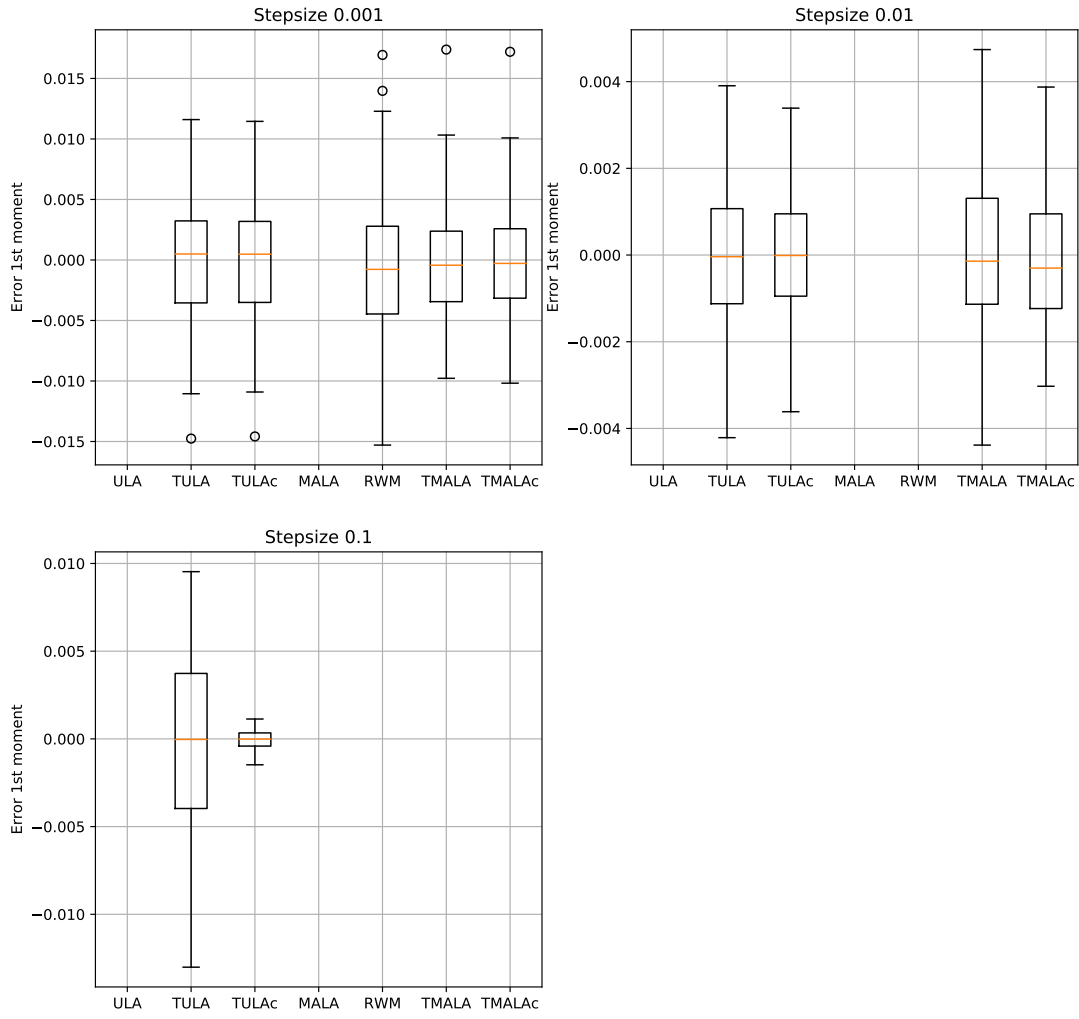 Stepsize 0.001
Error 1st moment
0.015
0.010
0.005
0.000
−0.005
−0.010
−0.015
ULA TULA TULAc MALA RWM TMALA TMALAc
Stepsize 0.01
Error 1st moment
0.004
0.002
0.000
−0.002
−0.004
ULA TULA TULAc MALA RWM TMALA TMALAc
Stepsize 0.1
Error 1st moment
0.010
0.005
0.000
−0.005
−0.010
ULA TULA TULAc MALA RWM TMALA TMALAc